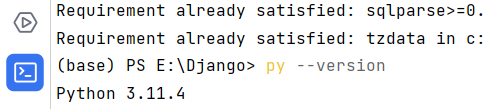 Requirement already satisfied: sqlparse>=0.
Requirement already satisfied: tzdata in c:
(base) PS E:\Django> py --version
Python 3.11.4